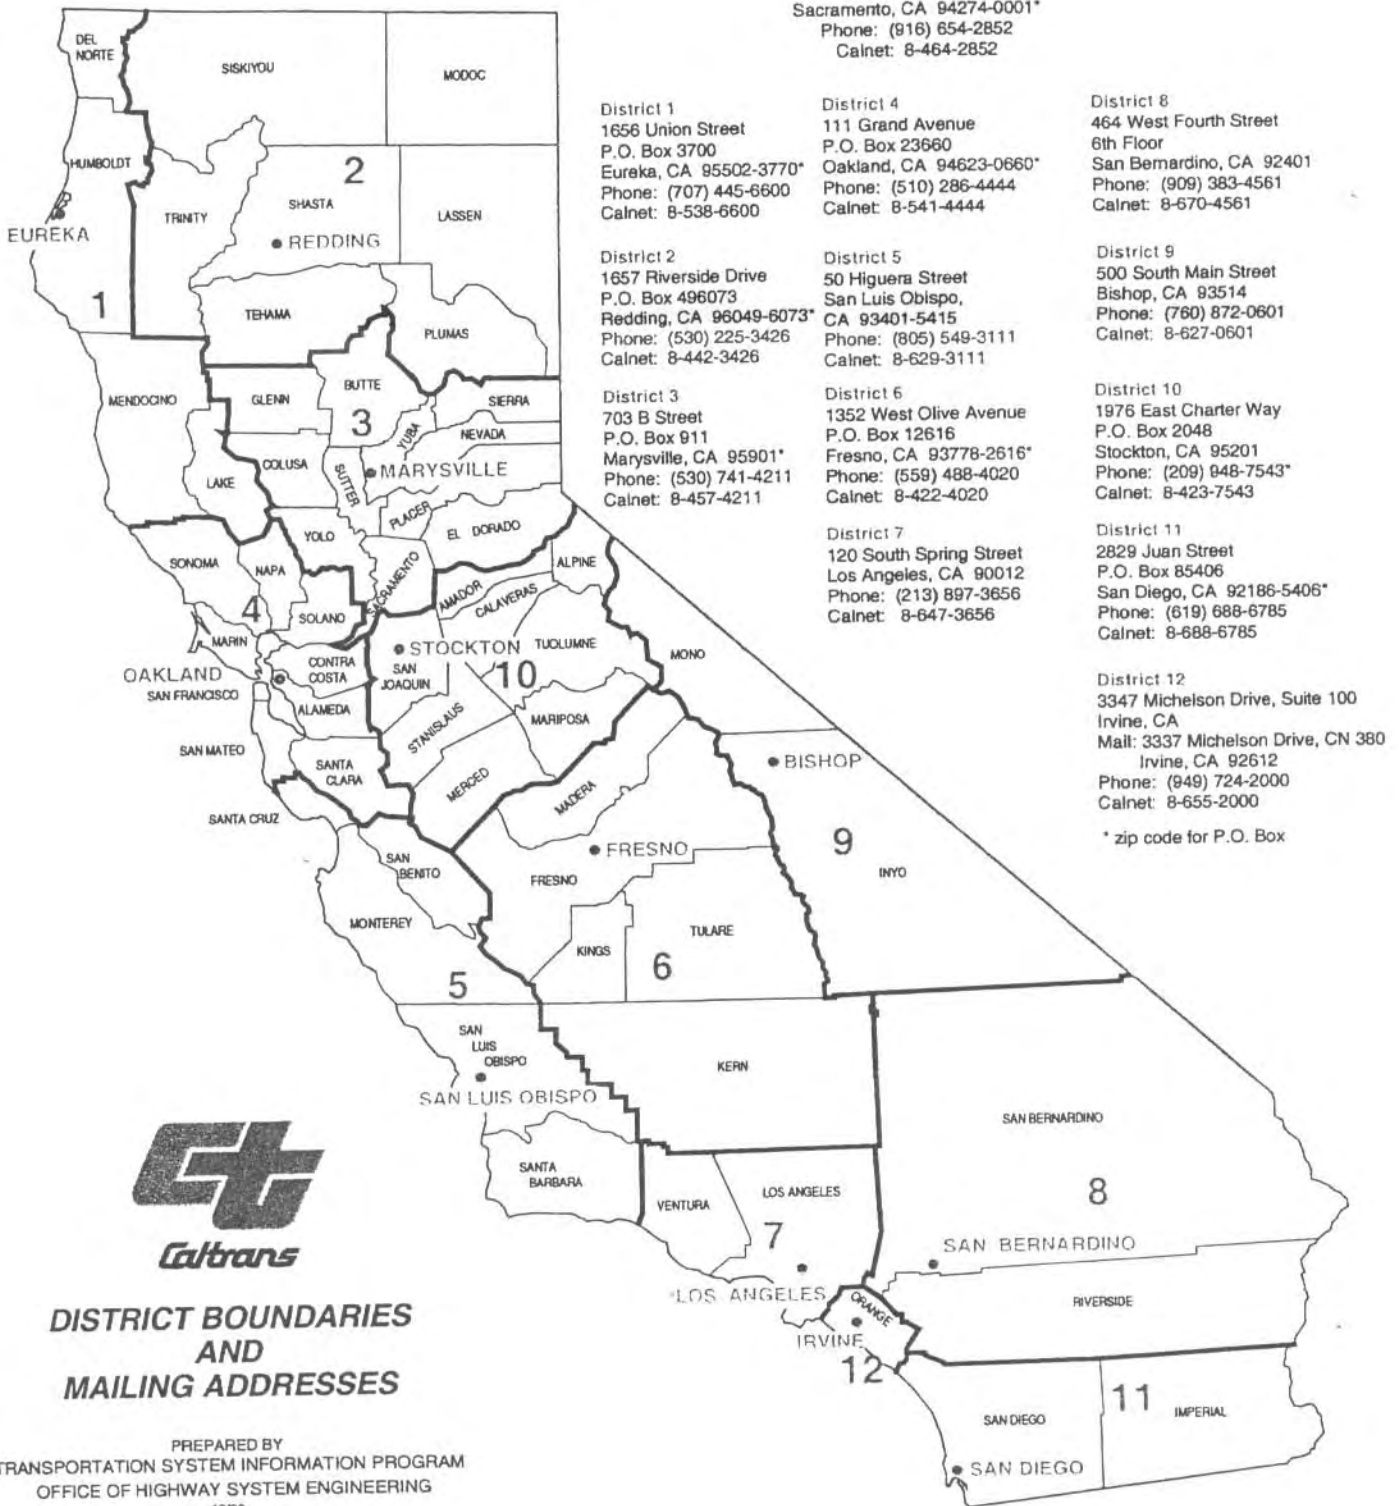 Sacramento, CA 94274-0001*
Phone: (916) 654-2852
Calnet: 8-464-2852
District 1
1656 Union Street
P.O. Box 3700
Eureka, CA 95502-3770*
Phone: (707) 445-6600
Calnet: 8-538-6600
District 2
1657 Riverside Drive
P.O. Box 496073
Redding, CA 96049-6073*
Phone: (530) 225-3426
Calnet: 8-442-3426
District 3
703 B Street
P.O. Box 911
Marysville, CA 95901*
Phone: (530) 741-4211
Calnet: 8-457-4211
District 4
111 Grand Avenue
P.O. Box 23660
Oakland, CA 94623-0660*
Phone: (510) 286-4444
Calnet: 8-541-4444
District 5
50 Higuera Street
San Luis Obispo,
CA 93401-5415
Phone: (805) 549-3111
Calnet: 8-629-3111
District 6
1352 West Olive Avenue
P.O. Box 12616
Fresno, CA 93778-2616*
Phone: (559) 488-4020
Calnet: 8-422-4020
District 7
120 South Spring Street
Los Angeles, CA 90012
Phone: (213) 897-3656
Calnet: 8-647-3656
District 8
464 West Fourth Street
6th Floor
San Bernardino, CA 92401
Phone: (909) 383-4561
Calnet: 8-670-4561
District 9
500 South Main Street
Bishop, CA 93514
Phone: (760) 872-0601
Calnet: 8-627-0601
District 10
1976 East Charter Way
P.O. Box 2048
Stockton, CA 95201
Phone: (209) 948-7543*
Calnet: 8-423-7543
District 11
2829 Juan Street
P.O. Box 85406
San Diego, CA 92186-5406*
Phone: (619) 688-6785
Calnet: 8-688-6785
District 12
3347 Michelson Drive, Suite 100
Irvine, CA
Mail: 3337 Michelson Drive, CN 380
Irvine, CA 92612
Phone: (949) 724-2000
Calnet: 8-655-2000
* zip code for P.O. Box
DEL
NORTE
SISKIYOU
MODOC
HUMBOLDT
2
TRINITY
SHASTA
LASSEN
EUREKA
REDDING
1
TEHAMA
PLUMAS
MENDOCINO
GLENN
BUTTE
3
SIERRA
YUBA
NEVADA
COLUSA
SUTTER
MARYSVILLE
LAKE
PLACER
YOLO
EL DORADO
SONOMA
NAPA
SACRAMENTO
ALPINE
4
SOLANO
AMADOR
CALAVERAS
MARIN
STOCKTON
TUOLUMNE
MONO
OAKLAND
CONTRA
COSTA
SAN
JOAQUIN
10
SAN FRANCISCO
ALAMEDA
STANISLAUS
MARIPOSA
SAN MATEO
SANTA
CLARA
MERCED
BISHOP
MADERA
SANTA CRUZ
FRESNO
9
SAN
BENITO
FRESNO
INYO
MONTEREY
TULARE
KINGS
6
5
SAN
LUIS
OBISPO
KERN
SAN LUIS OBISPO
SAN BERNARDINO
SANTA
BARBARA
VENTURA
LOS ANGELES
8
7
SAN BERNARDINO
LOS ANGELES
ORANGE
RIVERSIDE
IRVINE
12
11
SAN DIEGO
IMPERIAL
SAN DIEGO
Caltrans
DISTRICT BOUNDARIES
AND
MAILING ADDRESSES
PREPARED BY
TRANSPORTATION SYSTEM INFORMATION PROGRAM
OFFICE OF HIGHWAY SYSTEM ENGINEERING